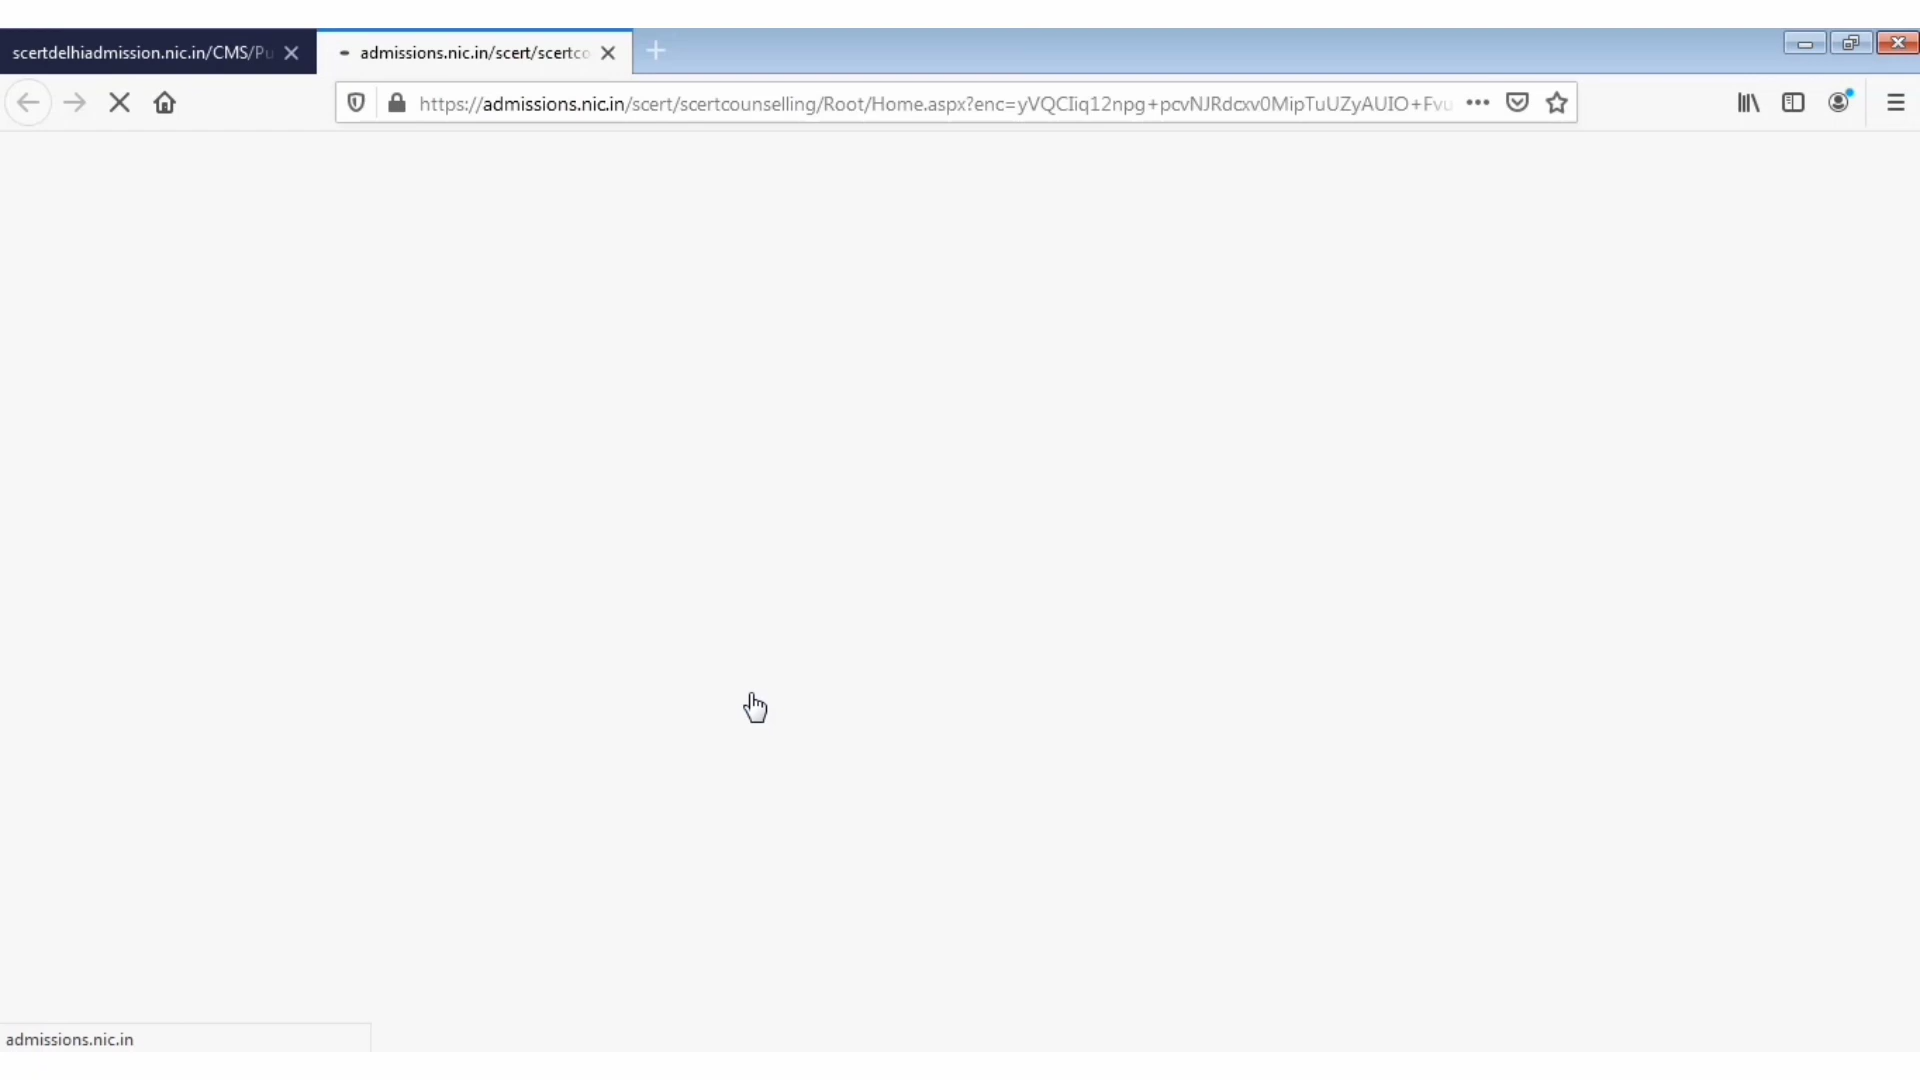 scertdelhiadmission.nic.in/CMS/Pu
admissions.nic.in/scert/scertco
https://admissions.nic.in/scert/scertcounselling/Root/Home.aspx?enc=yVQCIiq12npg+pcvNJRdcxv0MipTuUZyAUIO+Fvu
admissions.nic.in